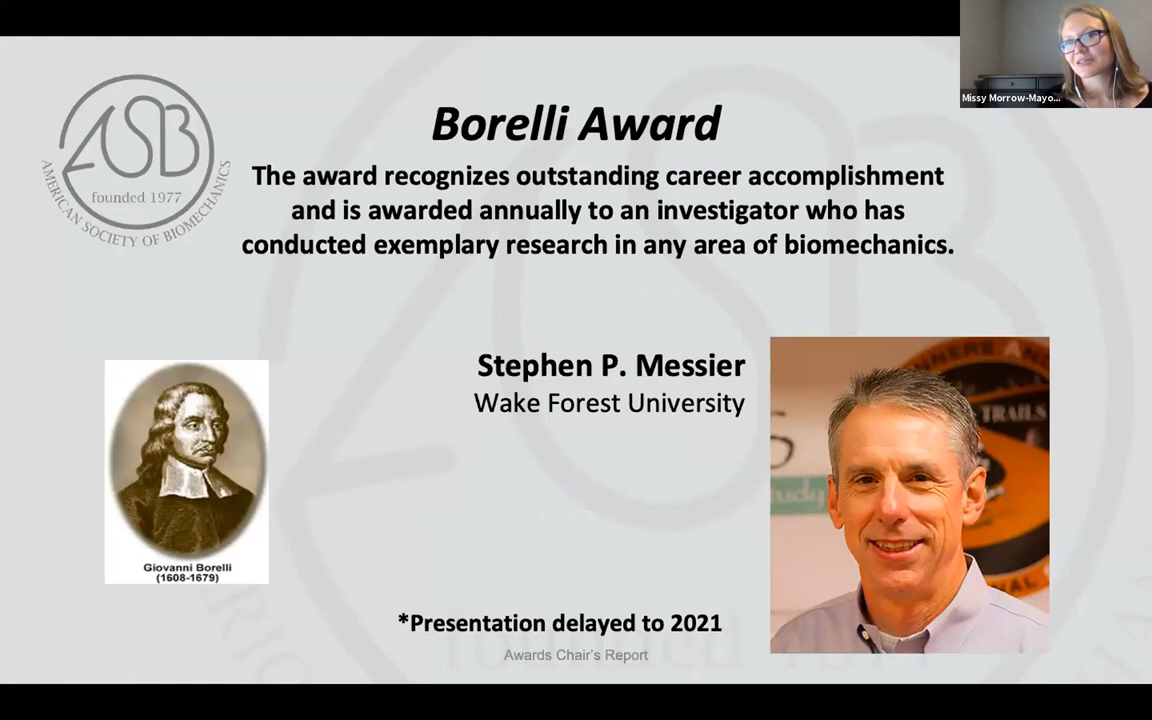 Missy Morrow-Mayo...
ASB
founded 1977
AMERICAN SOCIETY OF BIOMECHANICS
Borelli Award
The award recognizes outstanding career accomplishment
and is awarded annually to an investigator who has
conducted exemplary research in any area of biomechanics.
Stephen P. Messier
Wake Forest University
TRAILS
Giovanni Borelli
(1608-1679)
*Presentation delayed to 2021
Awards Chair's Report